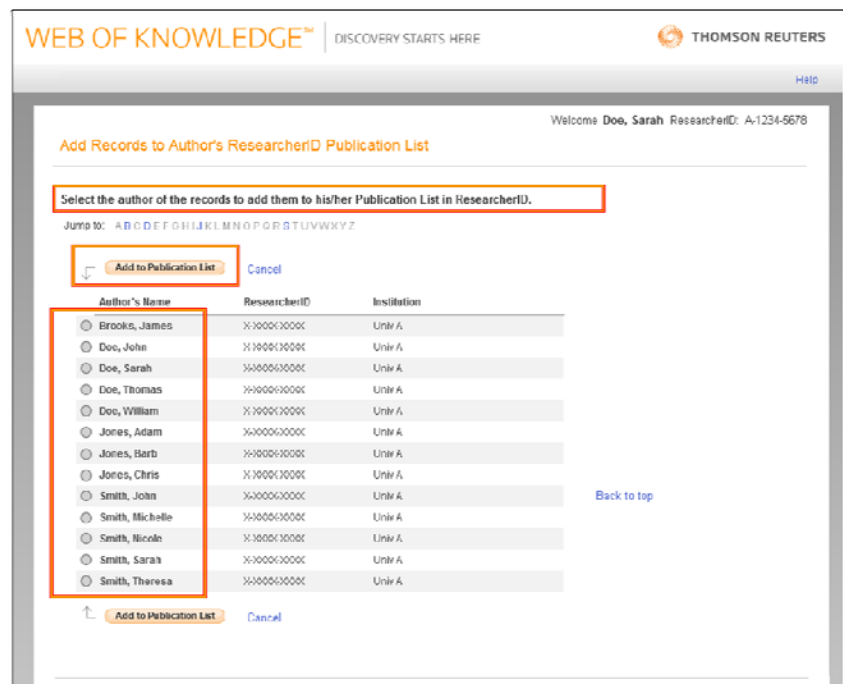 WEB OF KNOWLEDGE℠ DISCOVERY STARTS HERE THOMSON REUTERS
Help
Welcome Doe, Sarah ResearcherID: A-1234-5678
Add Records to Author's ResearcherID Publication List
Select the author of the records to add them to his/her Publication List in ResearcherID.
Jump to: A B C D E F G H I J K L M N O P Q R S T U V W X Y Z
Add to Publication List Cancel
Author's Name ResearcherID Institution
Brooks, James Univ A
Doe, John Univ A
Doe, Sarah Univ A
Doe, Thomas Univ A
Doe, William Univ A
Jones, Adam Univ A
Jones, Barb Univ A
Jones, Chris Univ A
Smith, John Univ A Back to top
Smith, Michelle Univ A
Smith, Nicole Univ A
Smith, Sarah Univ A
Smith, Theresa Univ A
Add to Publication List Cancel